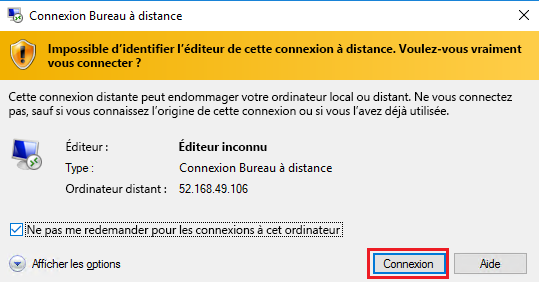 Connexion Bureau à distance
Impossible d’identifier l’éditeur de cette connexion à distance. Voulez-vous vraiment
vous connecter ?
Cette connexion distante peut endommager votre ordinateur local ou distant. Ne vous connectez
pas, sauf si vous connaissez l’origine de cette connexion ou si vous l’avez déjà utilisée.
Éditeur : Éditeur inconnu
Type : Connexion Bureau à distance
Ordinateur distant : 52.168.49.106
Ne pas me redemander pour les connexions à cet ordinateur
Afficher les options Connexion Aide